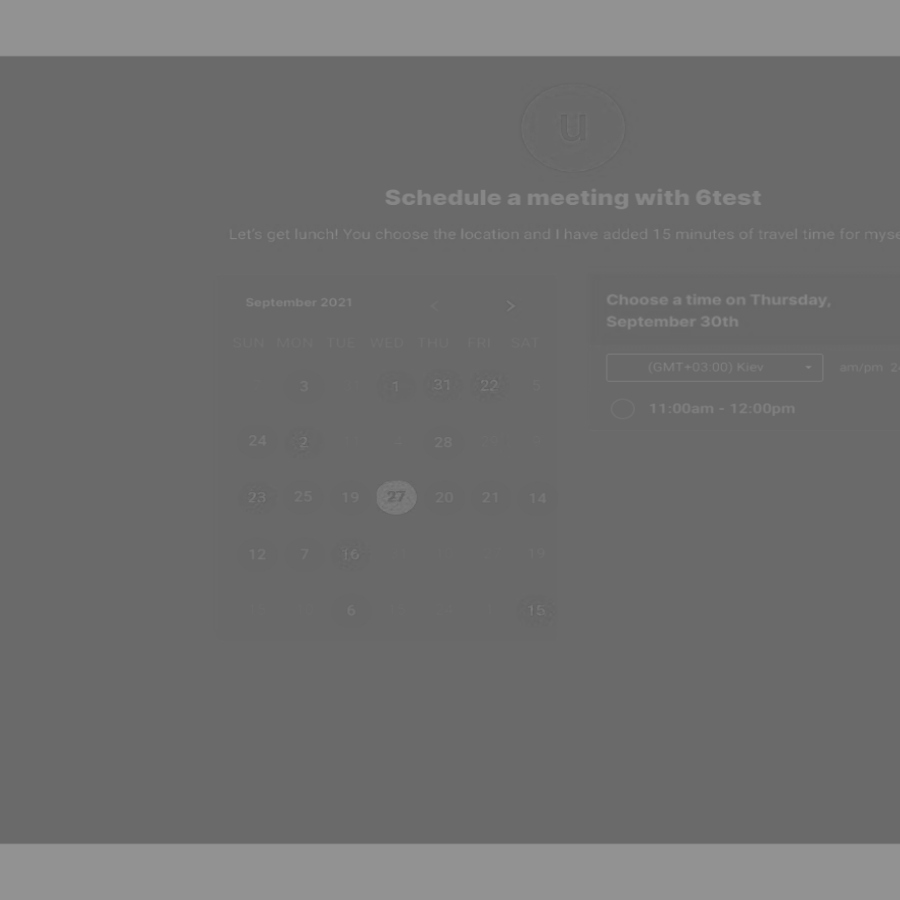 U
Schedule a meeting with 6test
Let's get lunch! You choose the location and I have added 15 minutes of travel time for
September 2021
SUN MON TUE WED THU FRI SAT
3 1 31 22 5
24 2 28
23 25 19 27 20 21 14
12 7 16 19
6 15
Choose a time on Thursday,
September 30th
(GMT+03:00) Kiev
am/pm
11:00am - 12:00pm